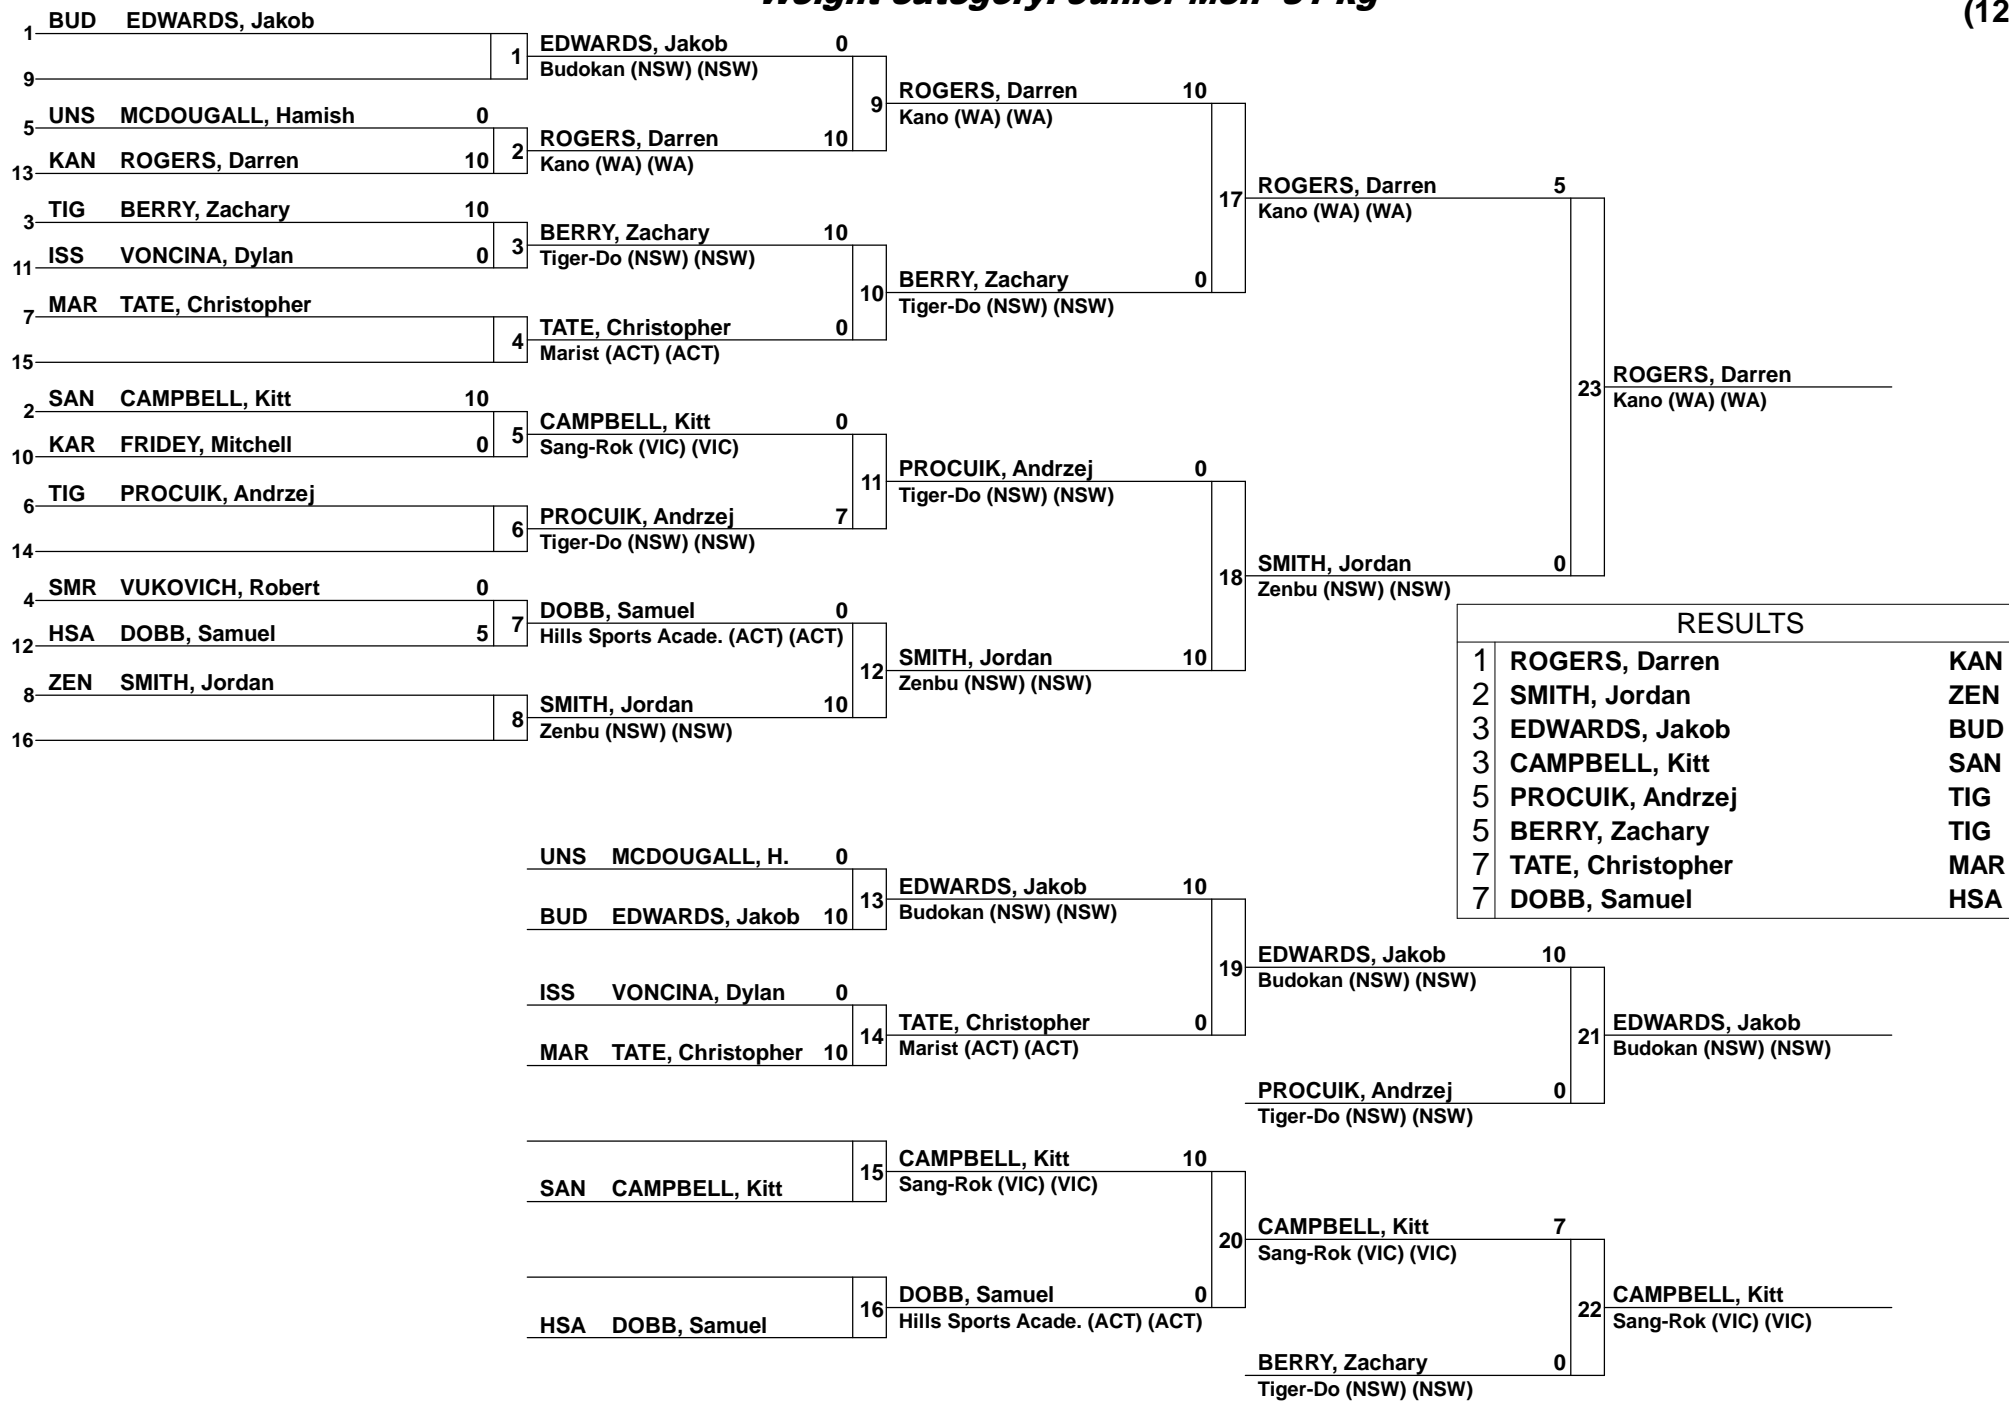 Weight Category: Junior Men -81 kg
(12
1 BUD EDWARDS, Jakob
9
1
5 UNS MCDOUGALL, Hamish 0
13 KAN ROGERS, Darren 10
2
3 TIG BERRY, Zachary 10
11 ISS VONCINA, Dylan 0
3
7 MAR TATE, Christopher
15
4
2 SAN CAMPBELL, Kitt 10
10 KAR FRIDEY, Mitchell 0
5
6 TIG PROCUIK, Andrzej
14
6
4 SMR VUKOVICH, Robert 0
12 HSA DOBB, Samuel 5
7
8 ZEN SMITH, Jordan
16
8
EDWARDS, Jakob 0
Budokan (NSW) (NSW)
9
ROGERS, Darren 10
Kano (WA) (WA)
BERRY, Zachary 10
Tiger-Do (NSW) (NSW)
10
TATE, Christopher 0
Marist (ACT) (ACT)
CAMPBELL, Kitt 0
Sang-Rok (VIC) (VIC)
11
PROCUIK, Andrzej 7
Tiger-Do (NSW) (NSW)
DOBB, Samuel 0
Hills Sports Acade. (ACT) (ACT)
12
SMITH, Jordan 10
Zenbu (NSW) (NSW)
ROGERS, Darren 10
Kano (WA) (WA)
17
BERRY, Zachary 0
Tiger-Do (NSW) (NSW)
PROCUIK, Andrzej 0
Tiger-Do (NSW) (NSW)
18
SMITH, Jordan 10
Zenbu (NSW) (NSW)
ROGERS, Darren 5
Kano (WA) (WA)
23
SMITH, Jordan 0
Zenbu (NSW) (NSW)
ROGERS, Darren
Kano (WA) (WA)
RESULTS
1 ROGERS, Darren KAN
2 SMITH, Jordan ZEN
3 EDWARDS, Jakob BUD
3 CAMPBELL, Kitt SAN
5 PROCUIK, Andrzej TIG
5 BERRY, Zachary TIG
7 TATE, Christopher MAR
7 DOBB, Samuel HSA
UNS MCDOUGALL, H. 0
13
BUD EDWARDS, Jakob 10
ISS VONCINA, Dylan 0
14
MAR TATE, Christopher 10
15
SAN CAMPBELL, Kitt
16
HSA DOBB, Samuel
EDWARDS, Jakob 10
Budokan (NSW) (NSW)
19
TATE, Christopher 0
Marist (ACT) (ACT)
CAMPBELL, Kitt 10
Sang-Rok (VIC) (VIC)
20
DOBB, Samuel 0
Hills Sports Acade. (ACT) (ACT)
EDWARDS, Jakob 10
Budokan (NSW) (NSW)
21
PROCUIK, Andrzej 0
Tiger-Do (NSW) (NSW)
CAMPBELL, Kitt 7
Sang-Rok (VIC) (VIC)
22
BERRY, Zachary 0
Tiger-Do (NSW) (NSW)
EDWARDS, Jakob
Budokan (NSW) (NSW)
CAMPBELL, Kitt
Sang-Rok (VIC) (VIC)